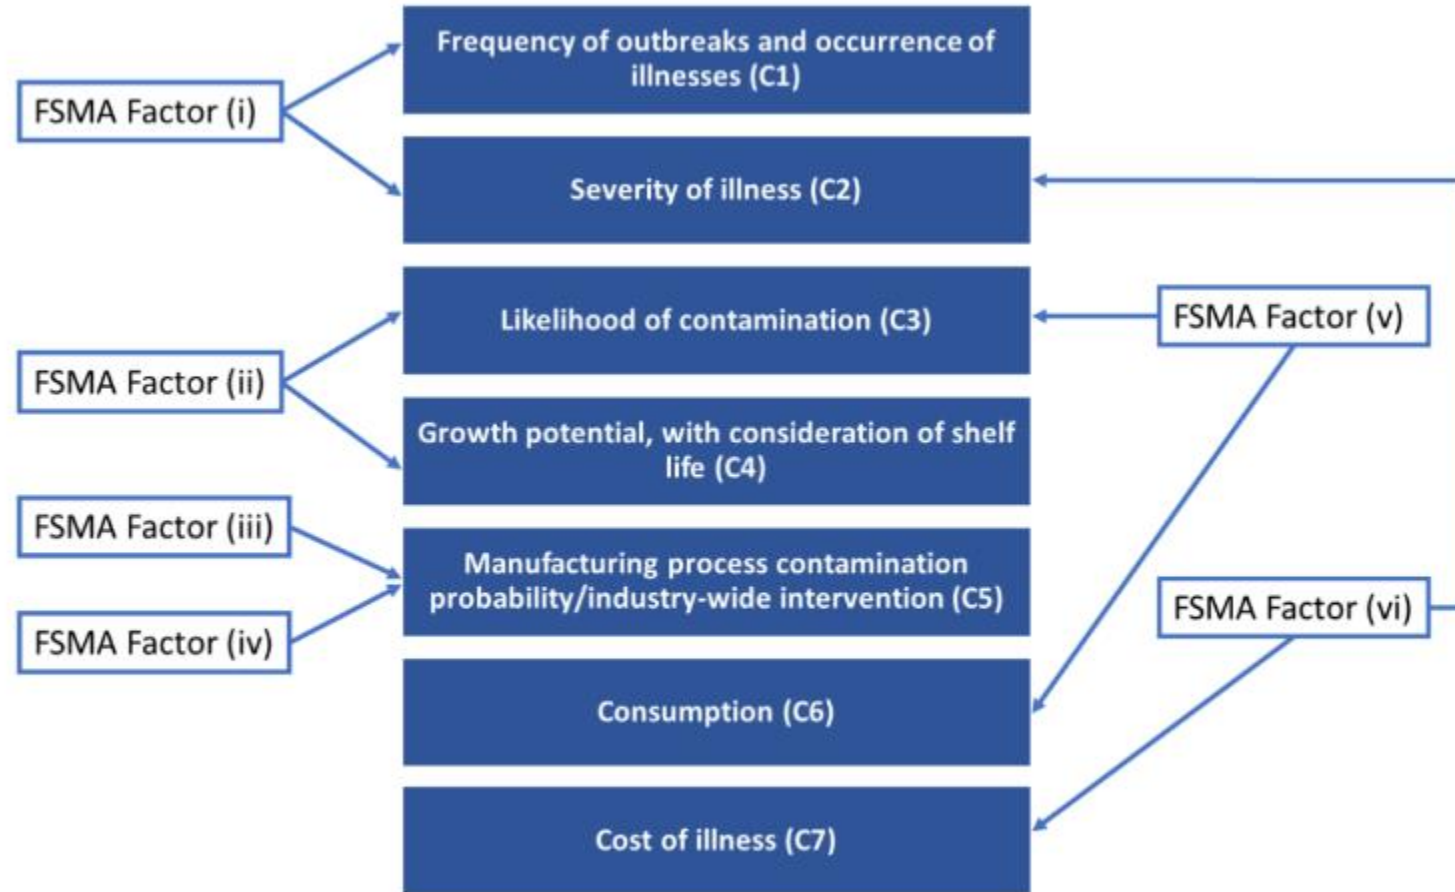 Frequency of outbreaks and occurrence of
illnesses (C1)
FSMA Factor (i)
Severity of illness (C2)
Likelihood of contamination (C3)
FSMA Factor (v)
FSMA Factor (ii)
Growth potential, with consideration of shelf
life (C4)
FSMA Factor (iii)
Manufacturing process contamination
probability/industry-wide intervention (C5)
FSMA Factor (vi)
FSMA Factor (iv)
Consumption (C6)
Cost of illness (C7)